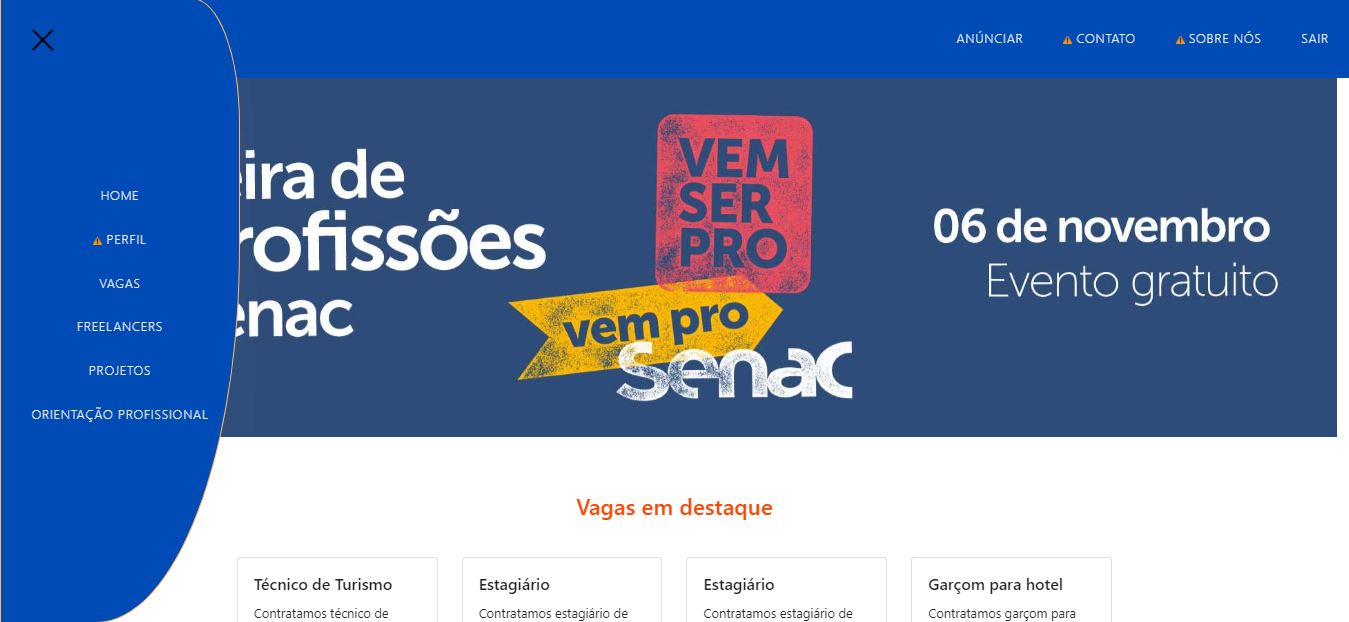 ANÚNCIAR
CONTATO
SOBRE NÓS
SAIR
HOME
PERFIL
VAGAS
FREELANCERS
PROJETOS
ORIENTAÇÃO PROFISSIONAL
eira de
rofissões
enac
VEM
SER
PRO
vem pro
senac
06 de novembro
Evento gratuito
Vagas em destaque
Técnico de Turismo
Contratamos técnico de
Estagiário
Contratamos estagiário de
Estagiário
Contratamos estagiário de
Garçom para hotel
Contratamos garçom para